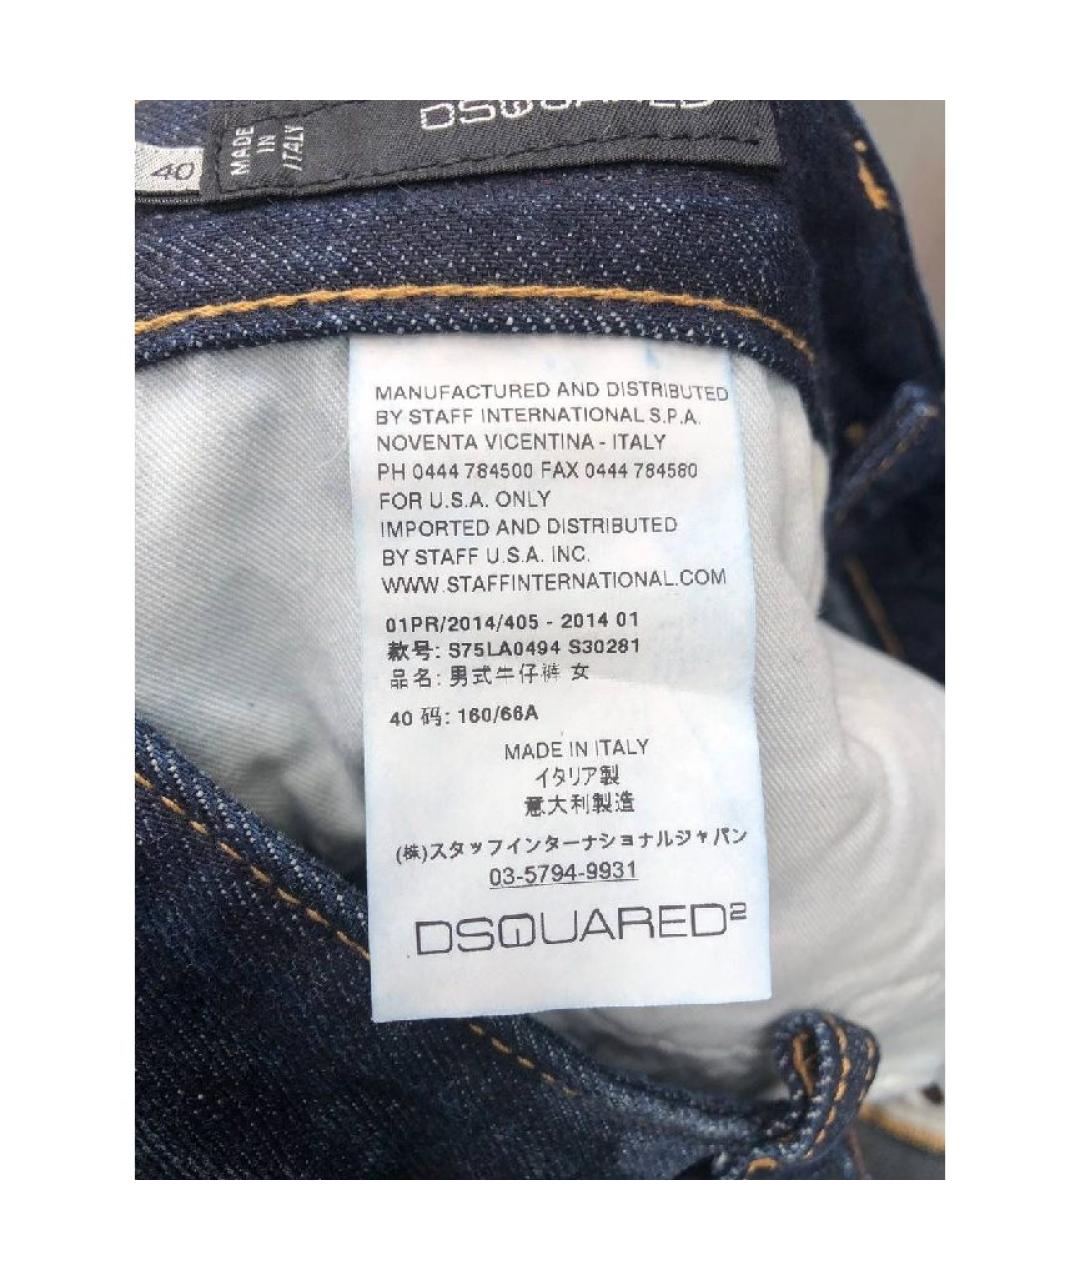 DSQUARED
MADE
IN
ITALY
40
MANUFACTURED AND DISTRIBUTED
BY STAFF INTERNATIONAL S.P.A.
NOVENTA VICENTINA - ITALY
PH 0444 784500 FAX 0444 784580
FOR U.S.A. ONLY
IMPORTED AND DISTRIBUTED
BY STAFF U.S.A. INC.
WWW.STAFFINTERNATIONAL.COM
01PR/2014/405 - 2014 01
款号: S75LA0494 S30281
品名: 男式牛仔裤 女
40 码: 160/66A
MADE IN ITALY
イタリア製
意大利製造
(株)スタッフインターナショナルジャパン
03-5794-9931
DSQUARED²